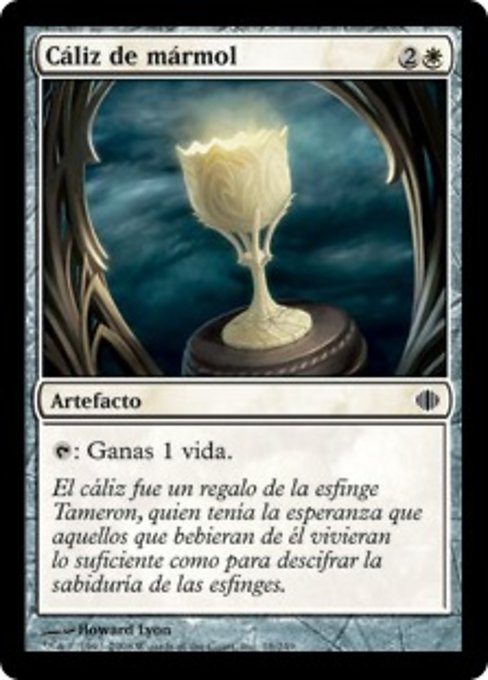 Cáliz de mármol 2
Artefacto
: Ganas 1 vida.
El cáliz fue un regalo de la esfinge
Tameron, quien tenía la esperanza que
aquellos que bebieran de él vivieran
lo suficiente como para descifrar la
sabiduría de las esfinges.
Howard Lyon